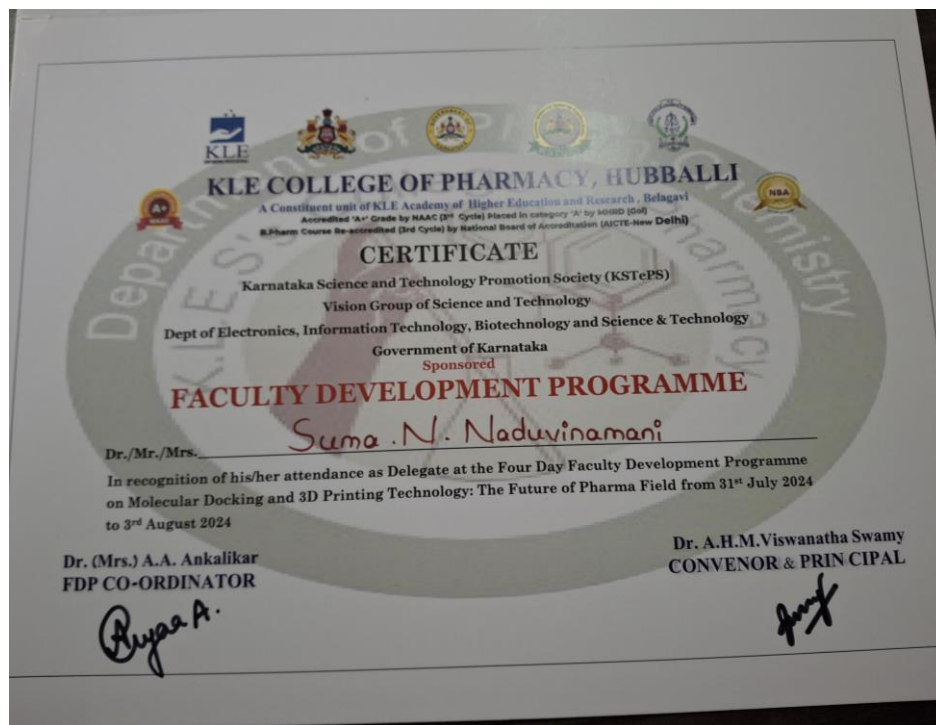 KLE
KLE COLLEGE OF PHARMACY, HUBBALLI
A+
NBA
A Constituent unit of KLE Academy of Higher Education and Research , Belagavi
Accredited 'A+' Grade by NAAC (3rd Cycle) Placed in category 'A' by MHRD (GoI)
B.Pharm Course Re-accredited (3rd Cycle) by National Board of Accreditation (AICTE-New Delhi)
Department of Pharm Chemistry
K.L.E.S's Pharmacy
CERTIFICATE
Karnataka Science and Technology Promotion Society (KSTePS)
Vision Group of Science and Technology
Dept of Electronics, Information Technology, Biotechnology and Science & Technology
Government of Karnataka
Sponsored
FACULTY DEVELOPMENT PROGRAMME
Dr./Mr./Mrs. Suma .N. Naduvinamani
In recognition of his/her attendance as Delegate at the Four Day Faculty Development Programme
on Molecular Docking and 3D Printing Technology: The Future of Pharma Field from 31st July 2024
to 3rd August 2024
Dr. (Mrs.) A.A. Ankalikar
FDP CO-ORDINATOR
Dr. A.H.M.Viswanatha Swamy
CONVENOR & PRIN CIPAL